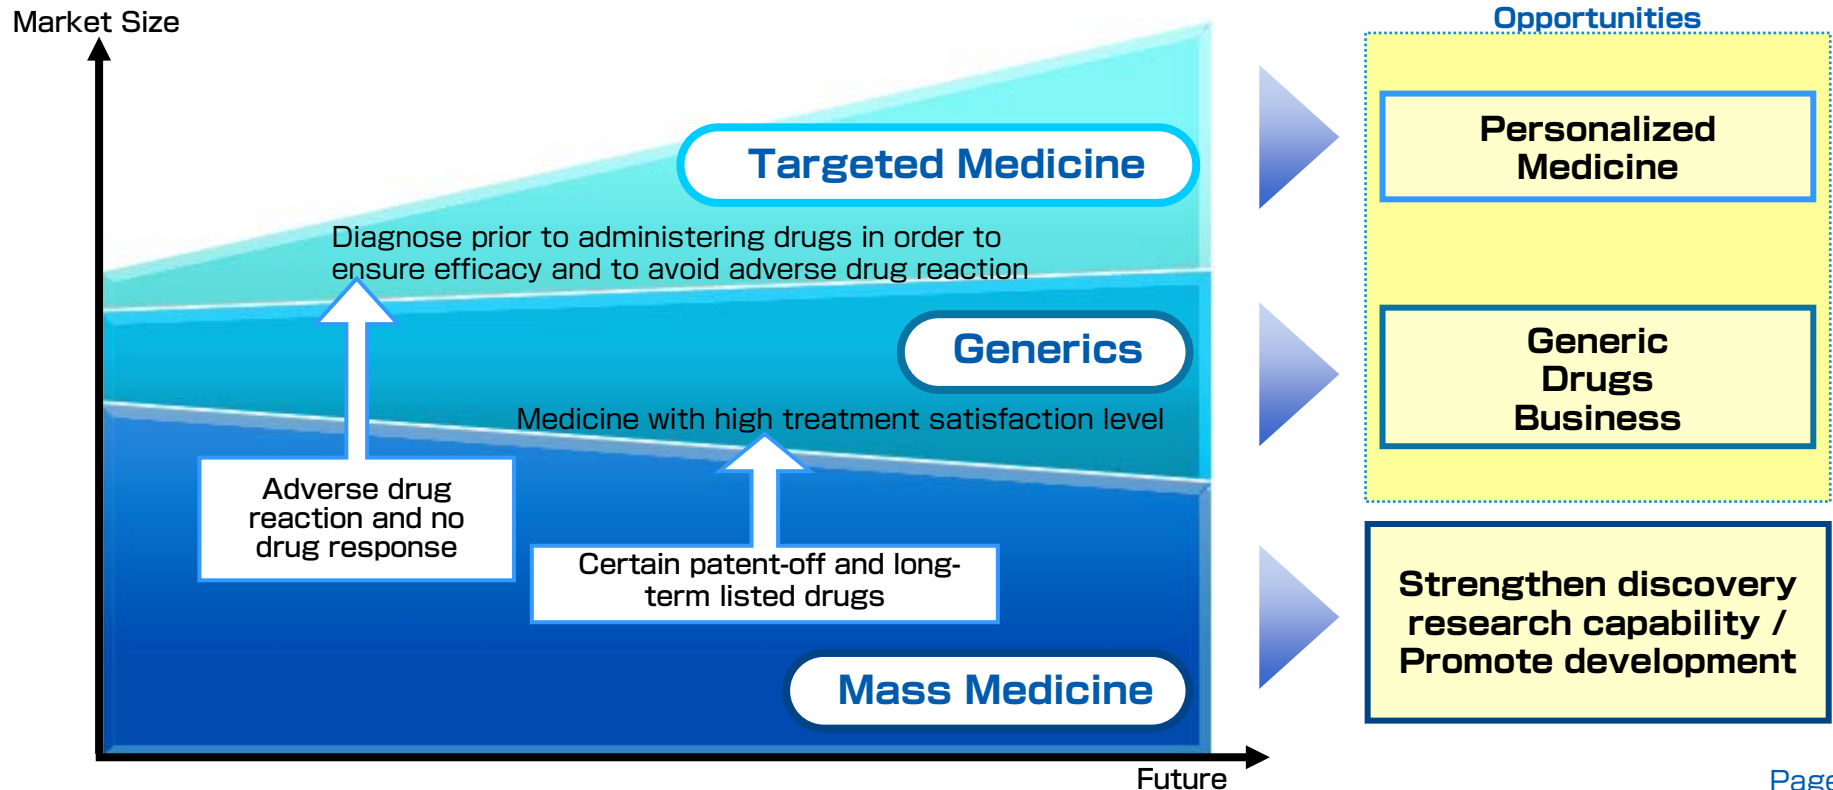 Market Size
Opportunities
Targeted Medicine
Personalized
Medicine
Diagnose prior to administering drugs in order to
ensure efficacy and to avoid adverse drug reaction
Generics
Generic
Drugs
Business
Medicine with high treatment satisfaction level
Adverse drug
reaction and no
drug response
Certain patent-off and long-
term listed drugs
Strengthen discovery
research capability /
Promote development
Mass Medicine
Future
Page